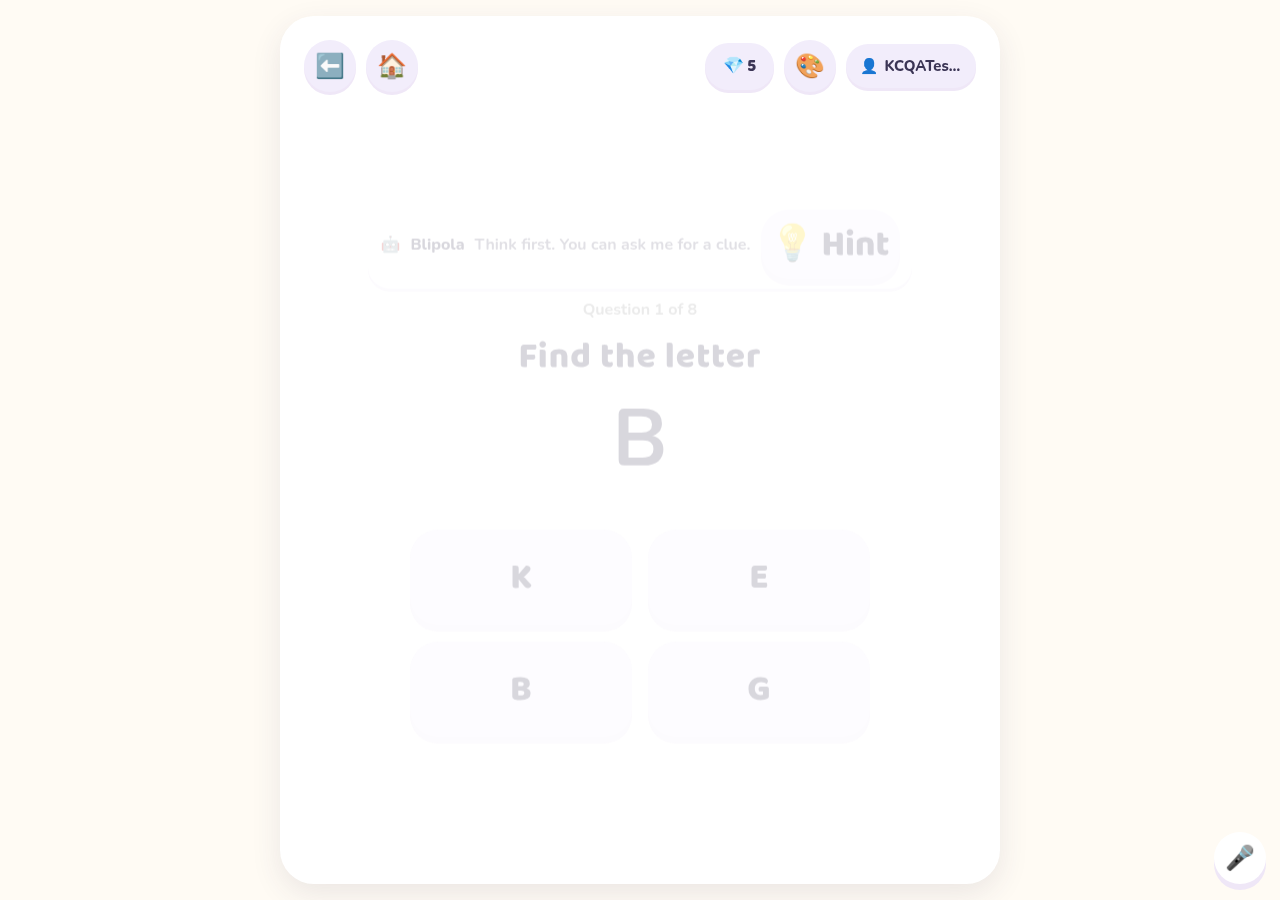 5
KCQATes...
Blipola Think first. You can ask me for a clue.
Hint
Question 1 of 8
Find the letter
B
K
E
B
G